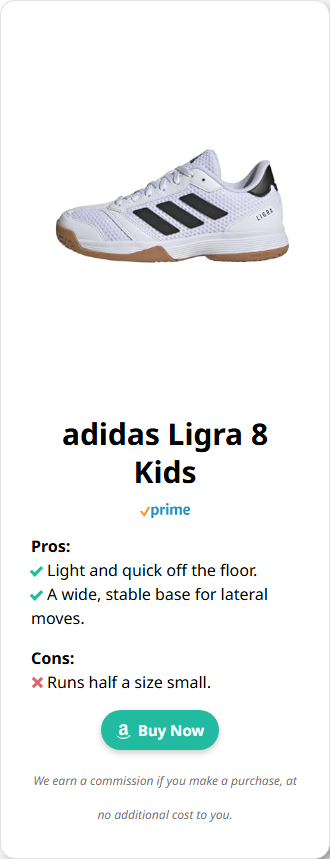 LIGRA
adidas Ligra 8
Kids
prime
Pros:
Light and quick off the floor.
A wide, stable base for lateral
moves.
Cons:
Runs half a size small.
Buy Now
We earn a commission if you make a purchase, at
no additional cost to you.